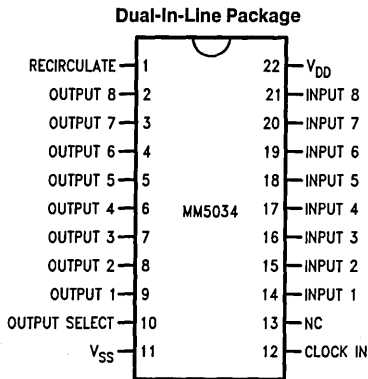 Dual-In-Line Package
RECIRCULATE 1 22 VDD
OUTPUT 8 2 21 INPUT 8
OUTPUT 7 3 20 INPUT 7
OUTPUT 6 4 19 INPUT 6
OUTPUT 5 5 18 INPUT 5
OUTPUT 4 6 MM5034 17 INPUT 4
OUTPUT 3 7 16 INPUT 3
OUTPUT 2 8 15 INPUT 2
OUTPUT 1 9 14 INPUT 1
OUTPUT SELECT 10 13 NC
VSS 11 12 CLOCK IN